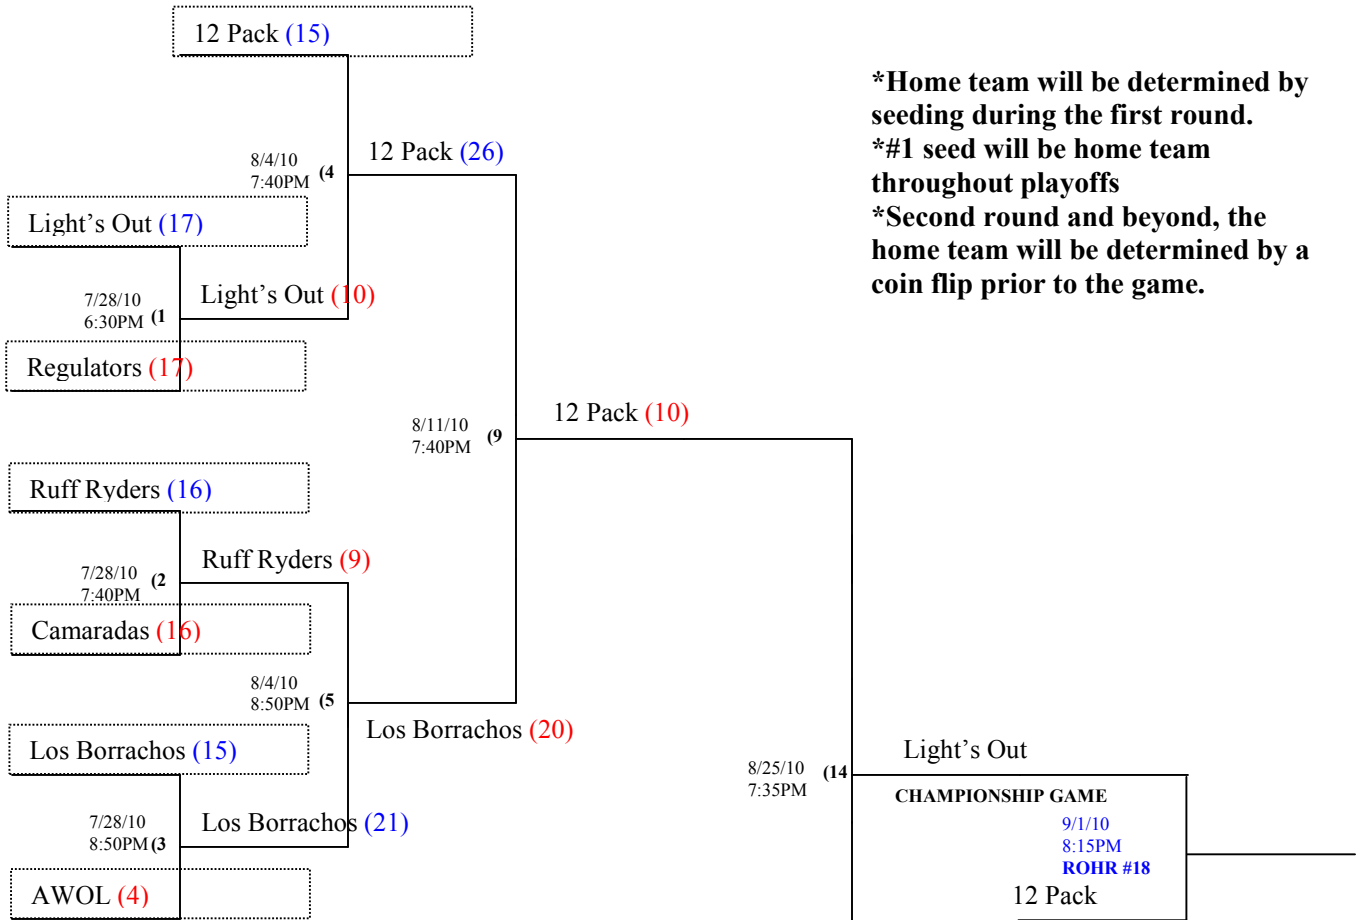 12 Pack (15)
*Home team will be determined by
seeding during the first round.
*#1 seed will be home team
throughout playoffs
*Second round and beyond, the
home team will be determined by a
coin flip prior to the game.
8/4/10
7:40PM (4
12 Pack (26)
Light's Out (17)
7/28/10
6:30PM (1
Light's Out (10)
Regulators (17)
8/11/10
7:40PM (9
12 Pack (10)
Ruff Ryders (16)
7/28/10
7:40PM (2
Ruff Ryders (9)
Camaradas (16)
8/4/10
8:50PM (5
Los Borrachos (20)
Los Borrachos (15)
7/28/10
8:50PM (3
Los Borrachos (21)
AWOL (4)
8/25/10
7:35PM (14
Light's Out
CHAMPIONSHIP GAME
9/1/10
8:15PM
ROHR #18
12 Pack